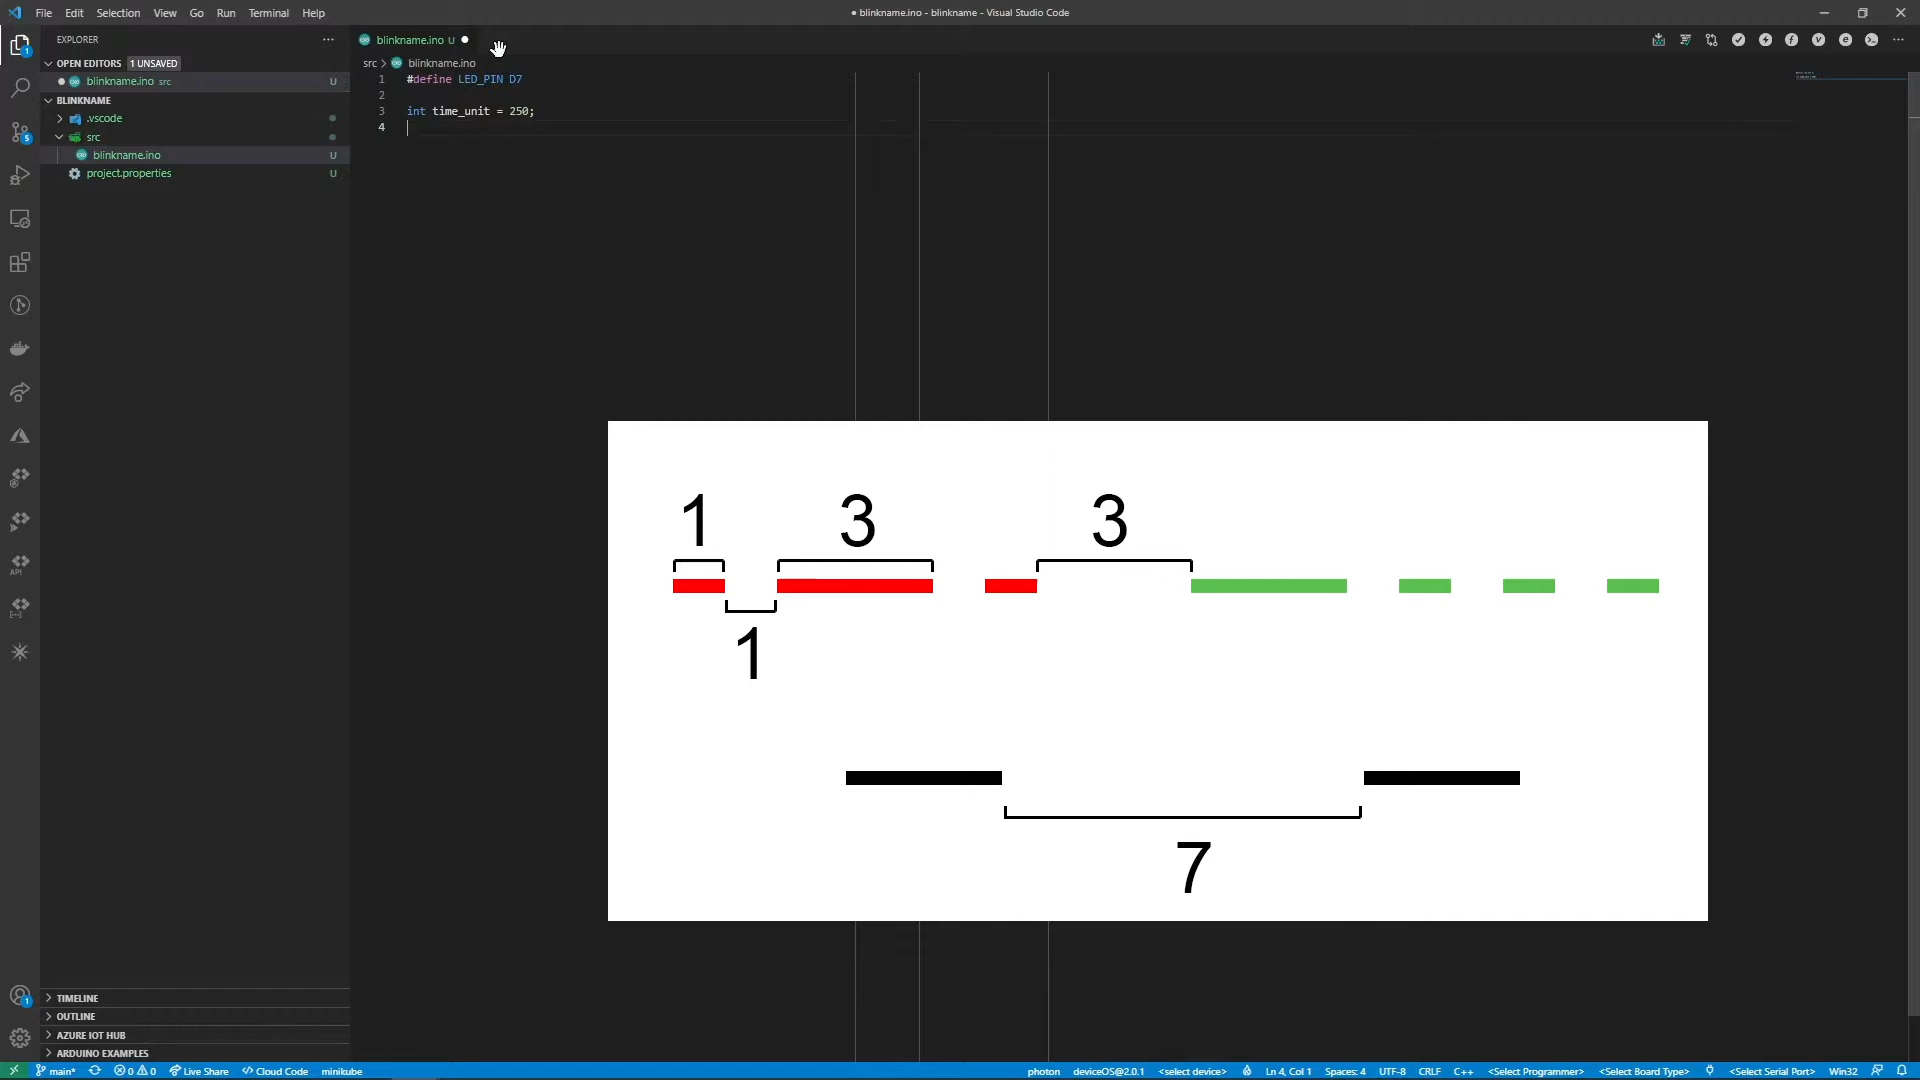 File Edit Selection View Go Run Terminal Help
● blinkname.ino - blinkname - Visual Studio Code
EXPLORER
OPEN EDITORS 1 UNSAVED
blinkname.ino src U
BLINKNAME
.vscode
src
blinkname.ino U
project.properties U
blinkname.ino U
src > blinkname.ino
1 #define LED_PIN D7
2
3 int time_unit = 250;
4
1 3 3
1
7
TIMELINE
OUTLINE
AZURE IOT HUB
ARDUINO EXAMPLES
main* 0 0 Live Share Cloud Code minikube
photon deviceOS@2.0.1 <select device> Ln 4, Col 1 Spaces: 4 UTF-8 CRLF C++ <Select Programmer> <Select Board Type> <Select Serial Port> Win32